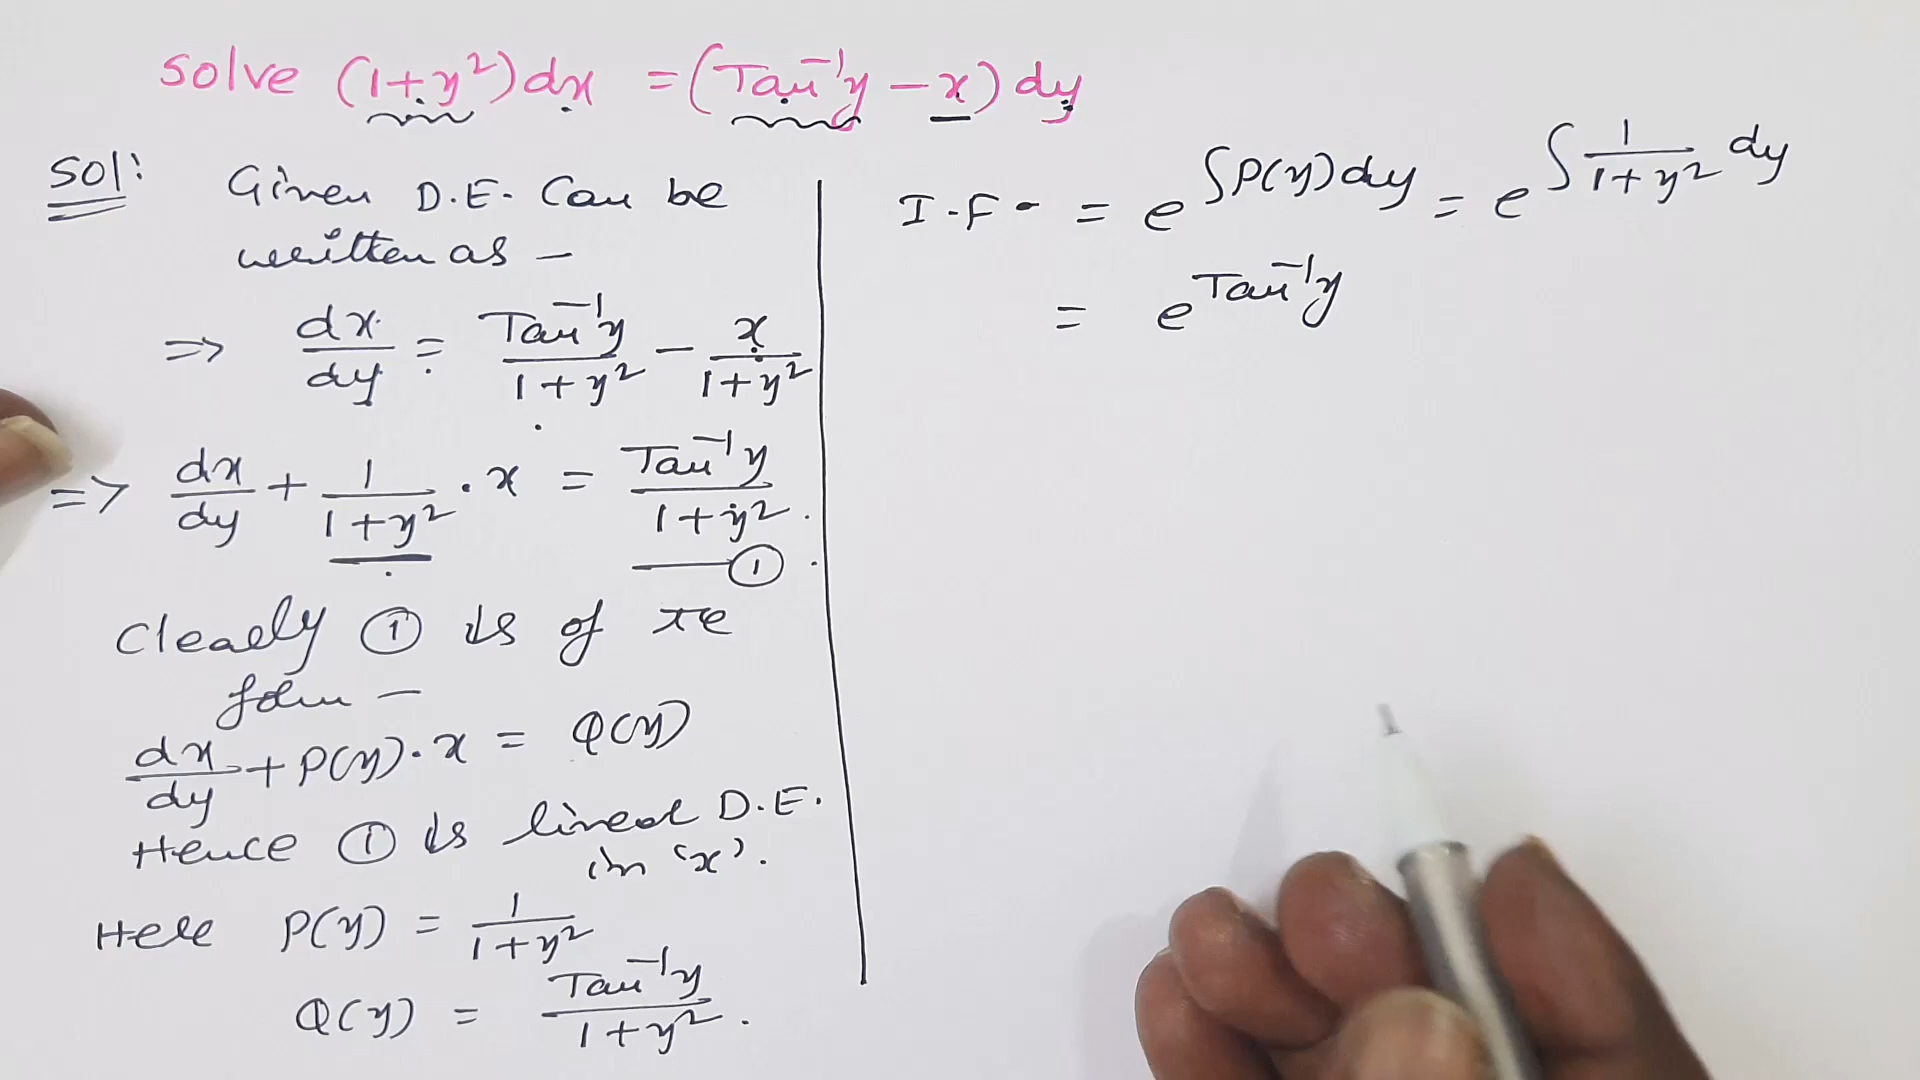 Solve (1+y²)dx = (Tan⁻¹y − x) dy
Sol: Given D.E. Can be
written as —
=> dx/dy = Tan⁻¹y/1+y² − x/1+y²
=> dx/dy + 1/1+y² · x = Tan⁻¹y/1+y².
—— ①
Clearly ① is of the
form —
dx/dy + P(y)·x = Q(y)
Hence ① is linear D.E.
in 'x'.
Here P(y) = 1/1+y²
Q(y) = Tan⁻¹y/1+y².
I.F. = e^∫P(y)dy = e^∫1/1+y² dy
= e^Tan⁻¹y